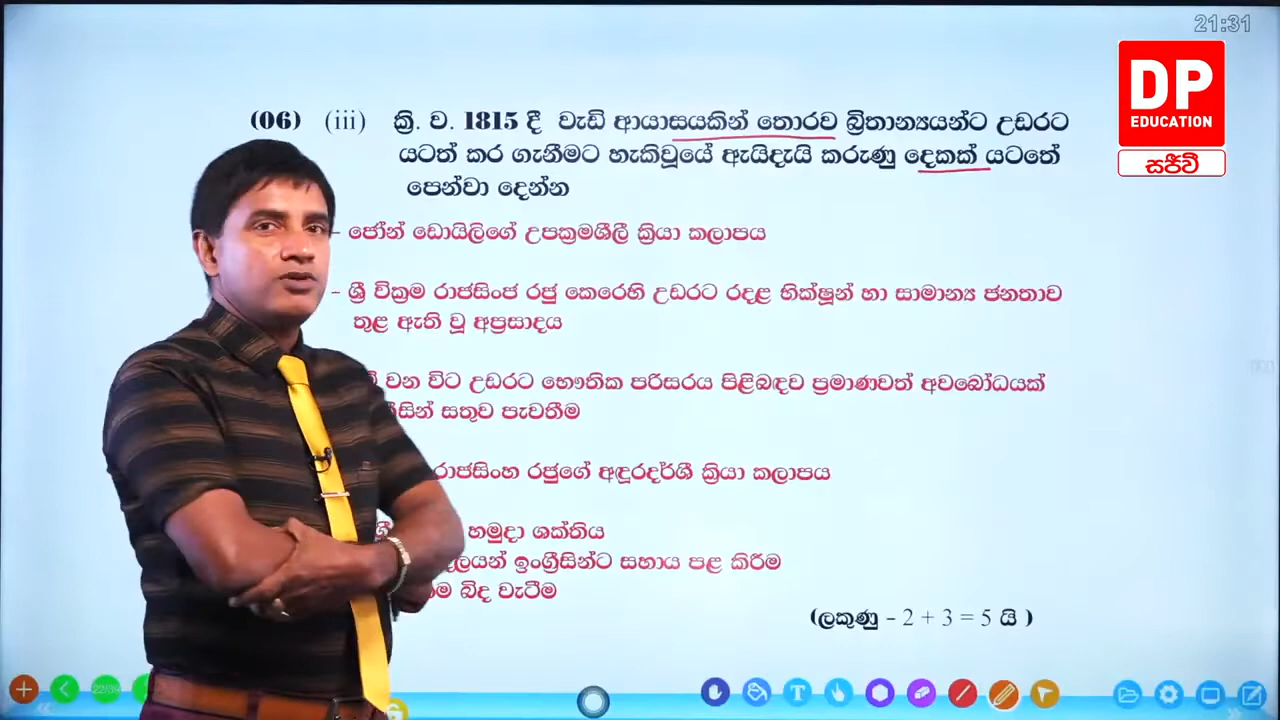 21:31
DP
EDUCATION
සජීවී
(06) (iii) ක්‍රි. ව. 1815 දී වැඩි ආයාසයකින් තොරව බ්‍රිතාන්‍යයන්ට උඩරට
යටත් කර ගැනීමට හැකිවූයේ ඇයිදැයි කරුණු දෙකක් යටතේ
පෙන්වා දෙන්න
- ජෝන් ඩොයිලිගේ උපක්‍රමශීලී ක්‍රියා කලාපය
- ශ්‍රී වික්‍රම රාජසිංජ රජු කෙරෙහි උඩරට රදළ භික්ෂූන් හා සාමාන්‍ය ජනතාව
තුළ ඇති වූ අප්‍රසාදය
වන විට උඩරට භෞතික පරිසරය පිළිබඳව ප්‍රමාණවත් අවබෝධයක්
සතුව පැවතීම
රාජසිංහ රජුගේ අඳූරදර්ශී ක්‍රියා කලාපය
හමුදා ශක්තිය
ඉංග්‍රීසින්ට සහාය පළ කිරීම
බිද වැටීම
(ලකුණු - 2 + 3 = 5 යි )